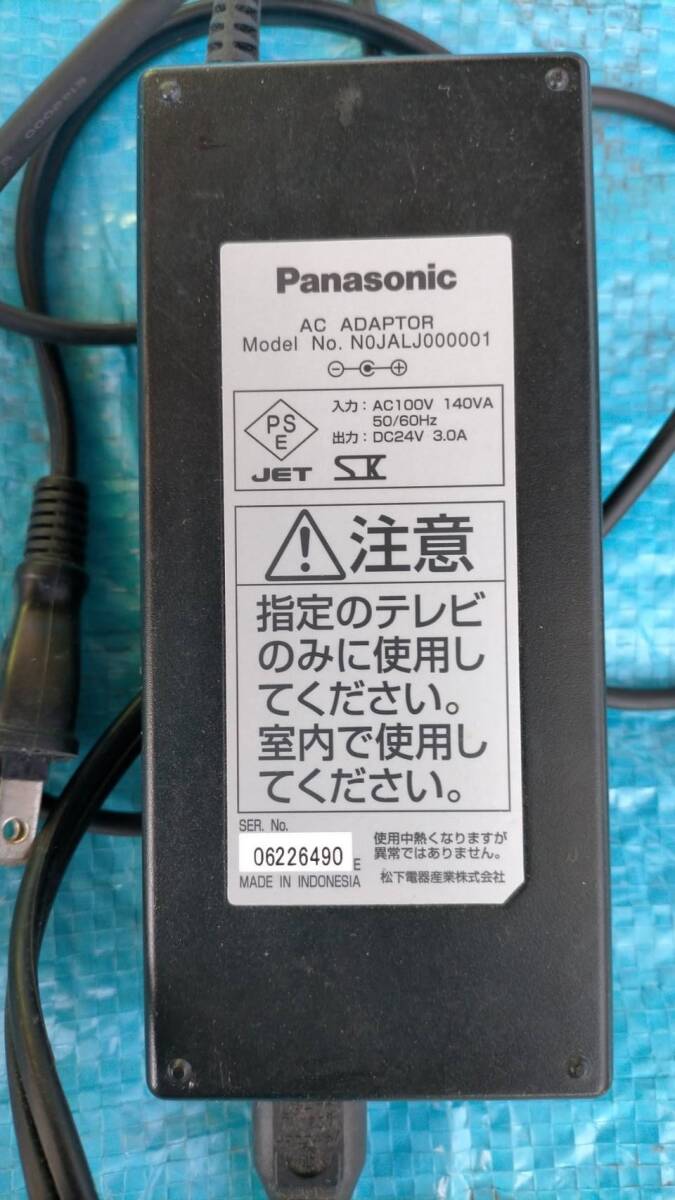 Panasonic
AC ADAPTOR
Model No. N0JALJ000001
PS
E
JET
入力：AC100V 140VA
50/60Hz
出力：DC24V 3.0A
注意
指定のテレビ
のみに使用し
てください。
室内で使用し
てください。
SER. No.
06226490 E
MADE IN INDONESIA
使用中熱くなりますが
異常ではありません。
松下電器産業株式会社